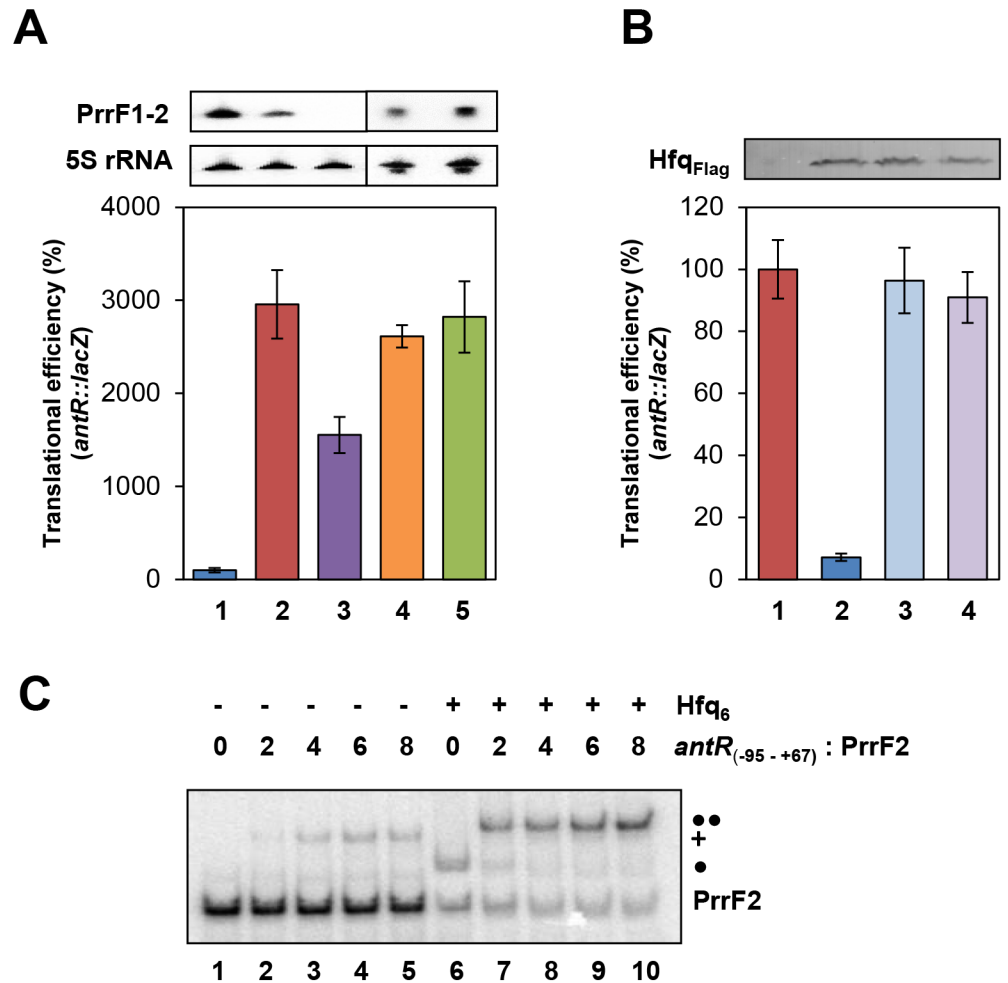 A
B
PrrF1-2
5S rRNA
Hfq Flag
4000
3000
2000
1000
0
Translational efficiency (%)
(antR::lacZ)
1 2 3 4 5
120
100
80
60
40
20
0
Translational efficiency (%)
(antR::lacZ)
1 2 3 4
C
- - - - - + + + + + Hfq6
0 2 4 6 8 0 2 4 6 8 antR(-95 - +67) : PrrF2
●●
+
●
PrrF2
1 2 3 4 5 6 7 8 9 10